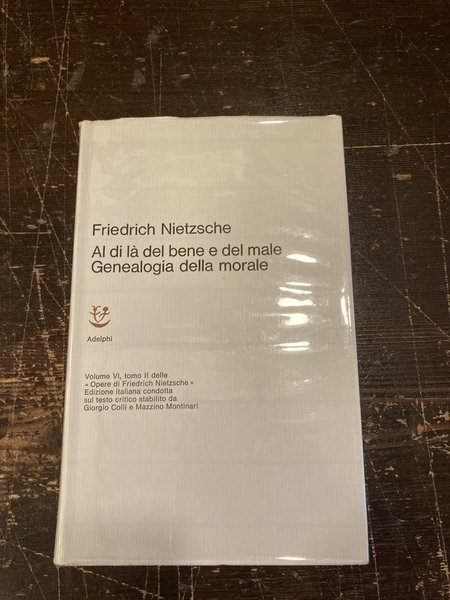 Friedrich Nietzsche
Al di là del bene e del male
Genealogia della morale
Adelphi
Volume VI, tomo II delle
« Opere di Friedrich Nietzsche »
Edizione italiana condotta
sul testo critico stabilito da
Giorgio Colli e Mazzino Montinari